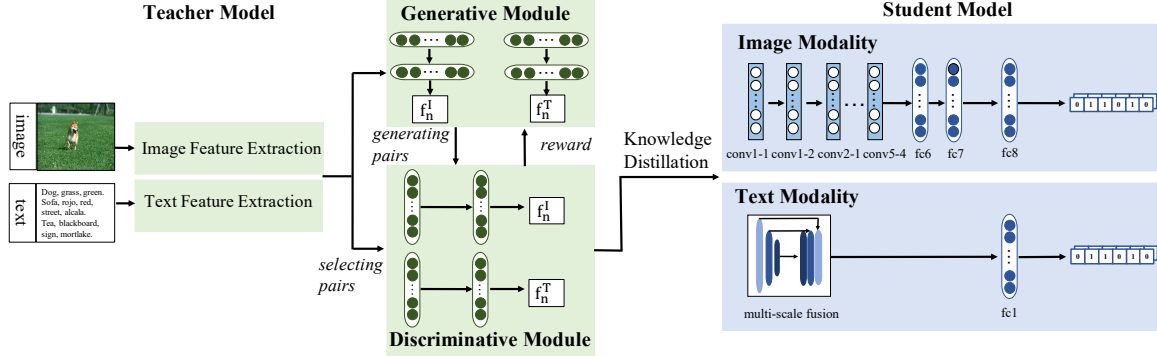 Teacher Model
Generative Module
Student Model
image
Image Feature Extraction
text
Dog, grass, green.
Sofa, rojo, red,
street, alcala.
Tea, blackboard,
sign, mortlake.
Text Feature Extraction
f_n^I
f_n^T
generating
pairs
reward
selecting
pairs
f_n^I
f_n^T
Discriminative Module
Knowledge
Distillation
Image Modality
conv1-1
conv1-2
conv2-1
conv5-4
fc6
fc7
fc8
0 1 1 0 1 0
Text Modality
multi-scale fusion
fc1
0 1 1 0 1 0